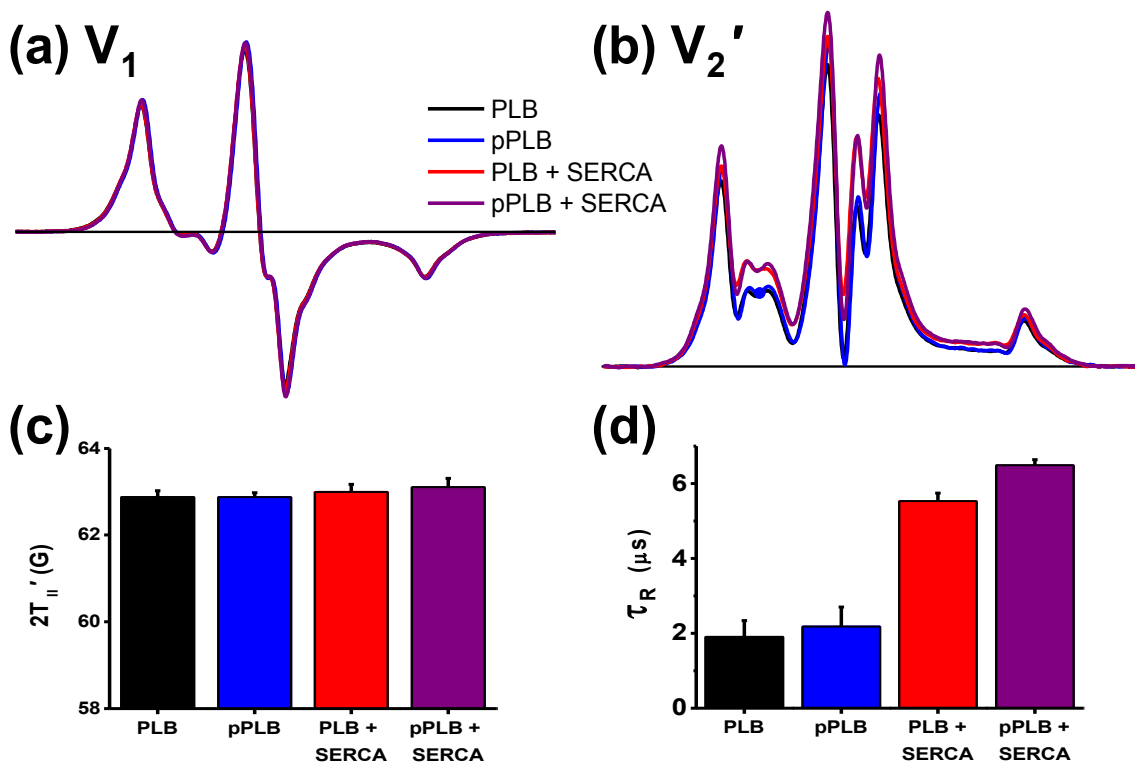 (a) V₁
(b) V₂′
PLB
pPLB
PLB + SERCA
pPLB + SERCA
(c)
64
62
60
58
2T∥′ (G)
PLB
pPLB
PLB +
SERCA
pPLB +
SERCA
(d)
6
4
2
0
τR (μs)
PLB
pPLB
PLB +
SERCA
pPLB +
SERCA